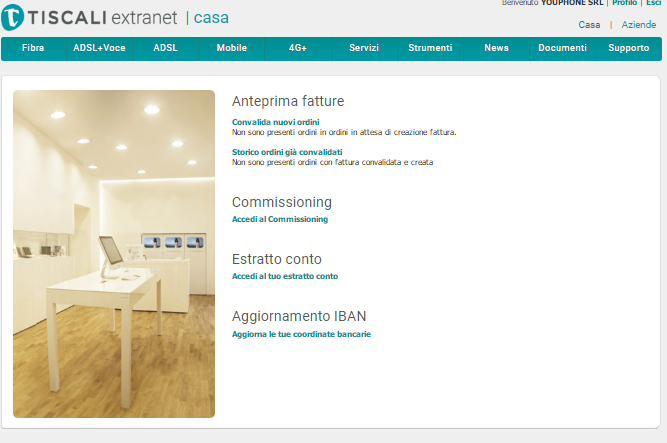 Benvenuto YOUPHONE SRL | Profilo | Esci
TISCALI extranet | casa
Casa | Aziende
Fibra ADSL+Voce ADSL Mobile 4G+ Servizi Strumenti News Documenti Supporto
Anteprima fatture
Convalida nuovi ordini
Non sono presenti ordini in ordini in attesa di creazione fattura.
Storico ordini già convalidati
Non sono presenti ordini con fattura convalidata e creata
Commissioning
Accedi al Commissioning
Estratto conto
Accedi al tuo estratto conto
Aggiornamento IBAN
Aggiorna le tue coordinate bancarie